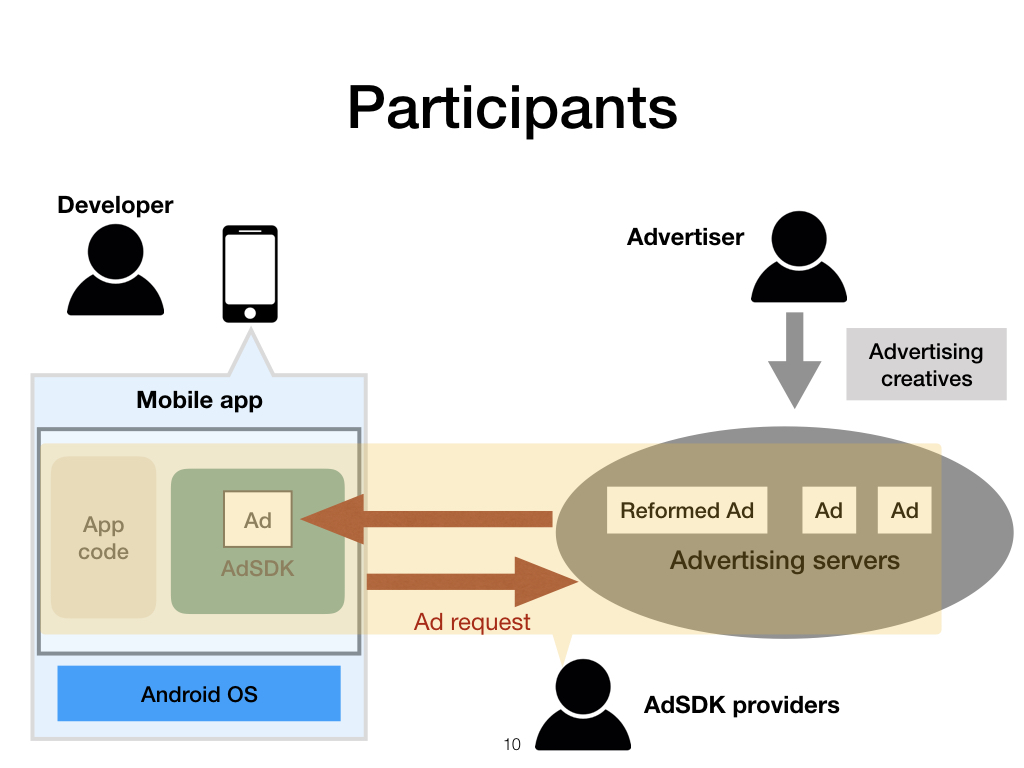 Participants
Developer
Advertiser
Advertising
creatives
Mobile app
App
code
Ad
AdSDK
Reformed Ad
Ad
Ad
Advertising servers
Ad request
Android OS
AdSDK providers
10